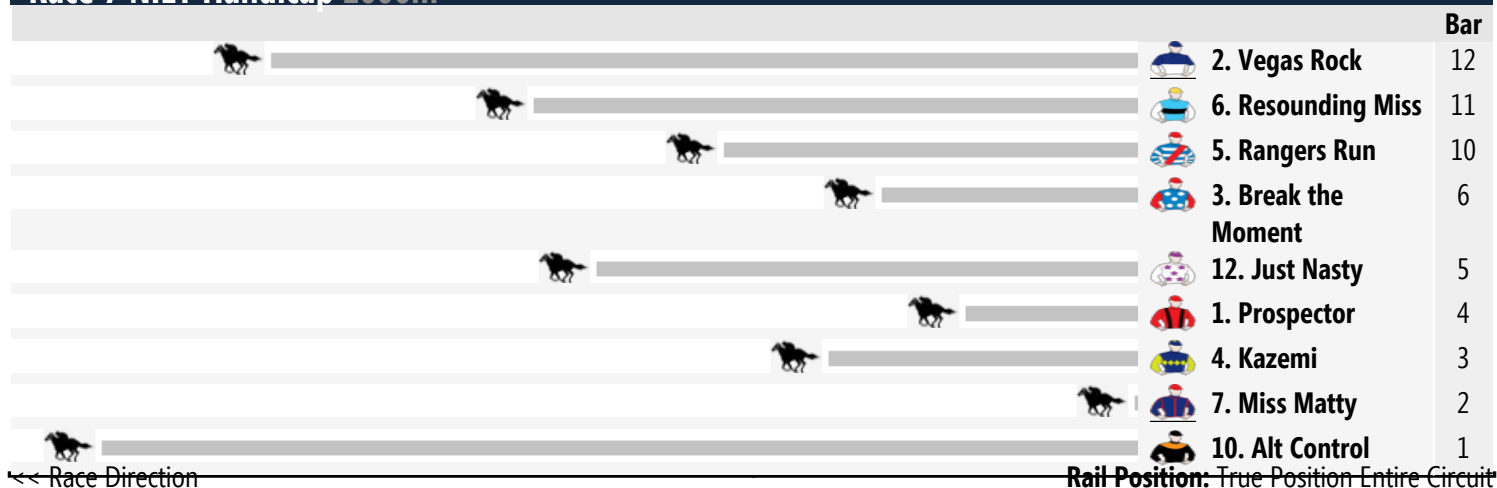 Race Handicap
Bar
2. Vegas Rock 12
6. Resounding Miss 11
5. Rangers Run 10
3. Break the 6
Moment
12. Just Nasty 5
1. Prospector 4
4. Kazemi 3
7. Miss Matty 2
10. Alt Control 1
<< Race Direction Rail Position: True Position Entire Circuit